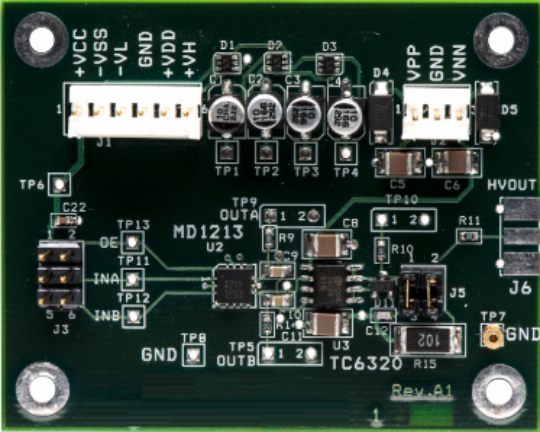 +VCC
-VSS
-VL
GND
+VDD
+VH
D1
D2
D3
D4
VPP
GND
VNN
D5
C1
C2
C3
C4
1
6
1
J1
TP1
TP2
TP3
TP4
C5
C6
TP6
TP9
TP10
HVOUT
C22
2
TP13
OE
MD1213
U2
OUTA
1 2
C8
1 2
R11
R9
R10
TP11
INA
C9
1 2
J5
J6
TP12
INB
5 6
J3
C12
C11
U3
102
R15
TP7
GND
TP8
GND
TP5
OUTB
1 2
TC6320
Rev.A1
1